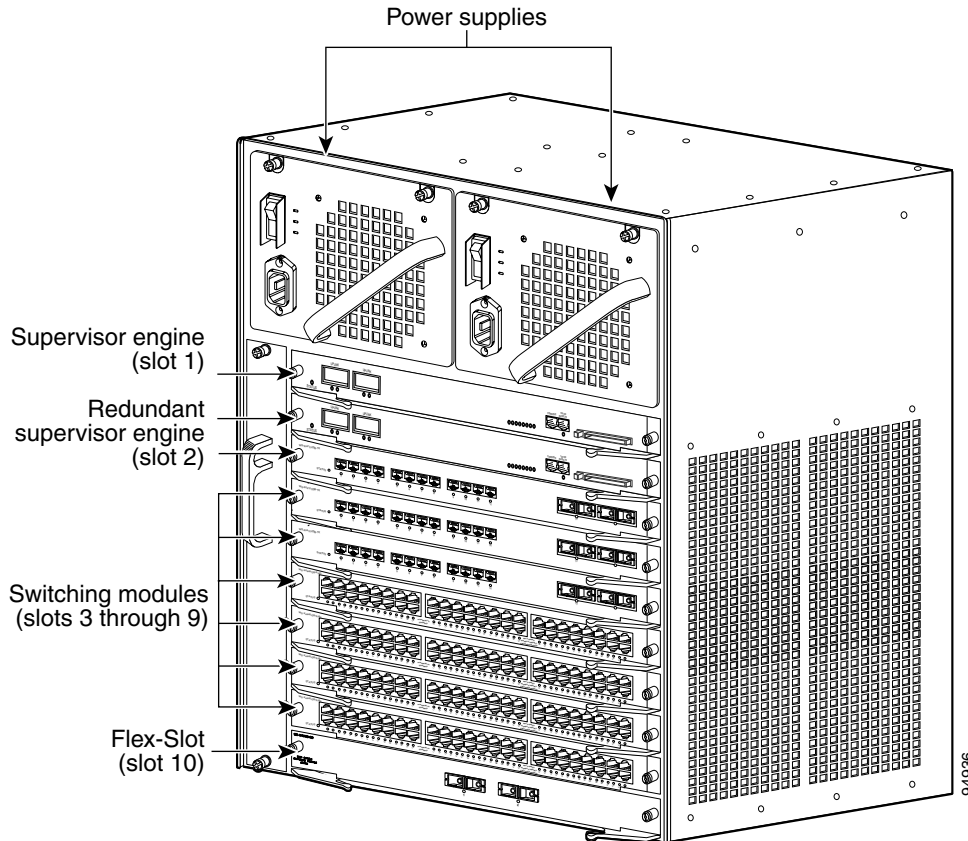 Power supplies
Supervisor engine
(slot 1)
Redundant
supervisor engine
(slot 2)
Switching modules
(slots 3 through 9)
Flex-Slot
(slot 10)
94936